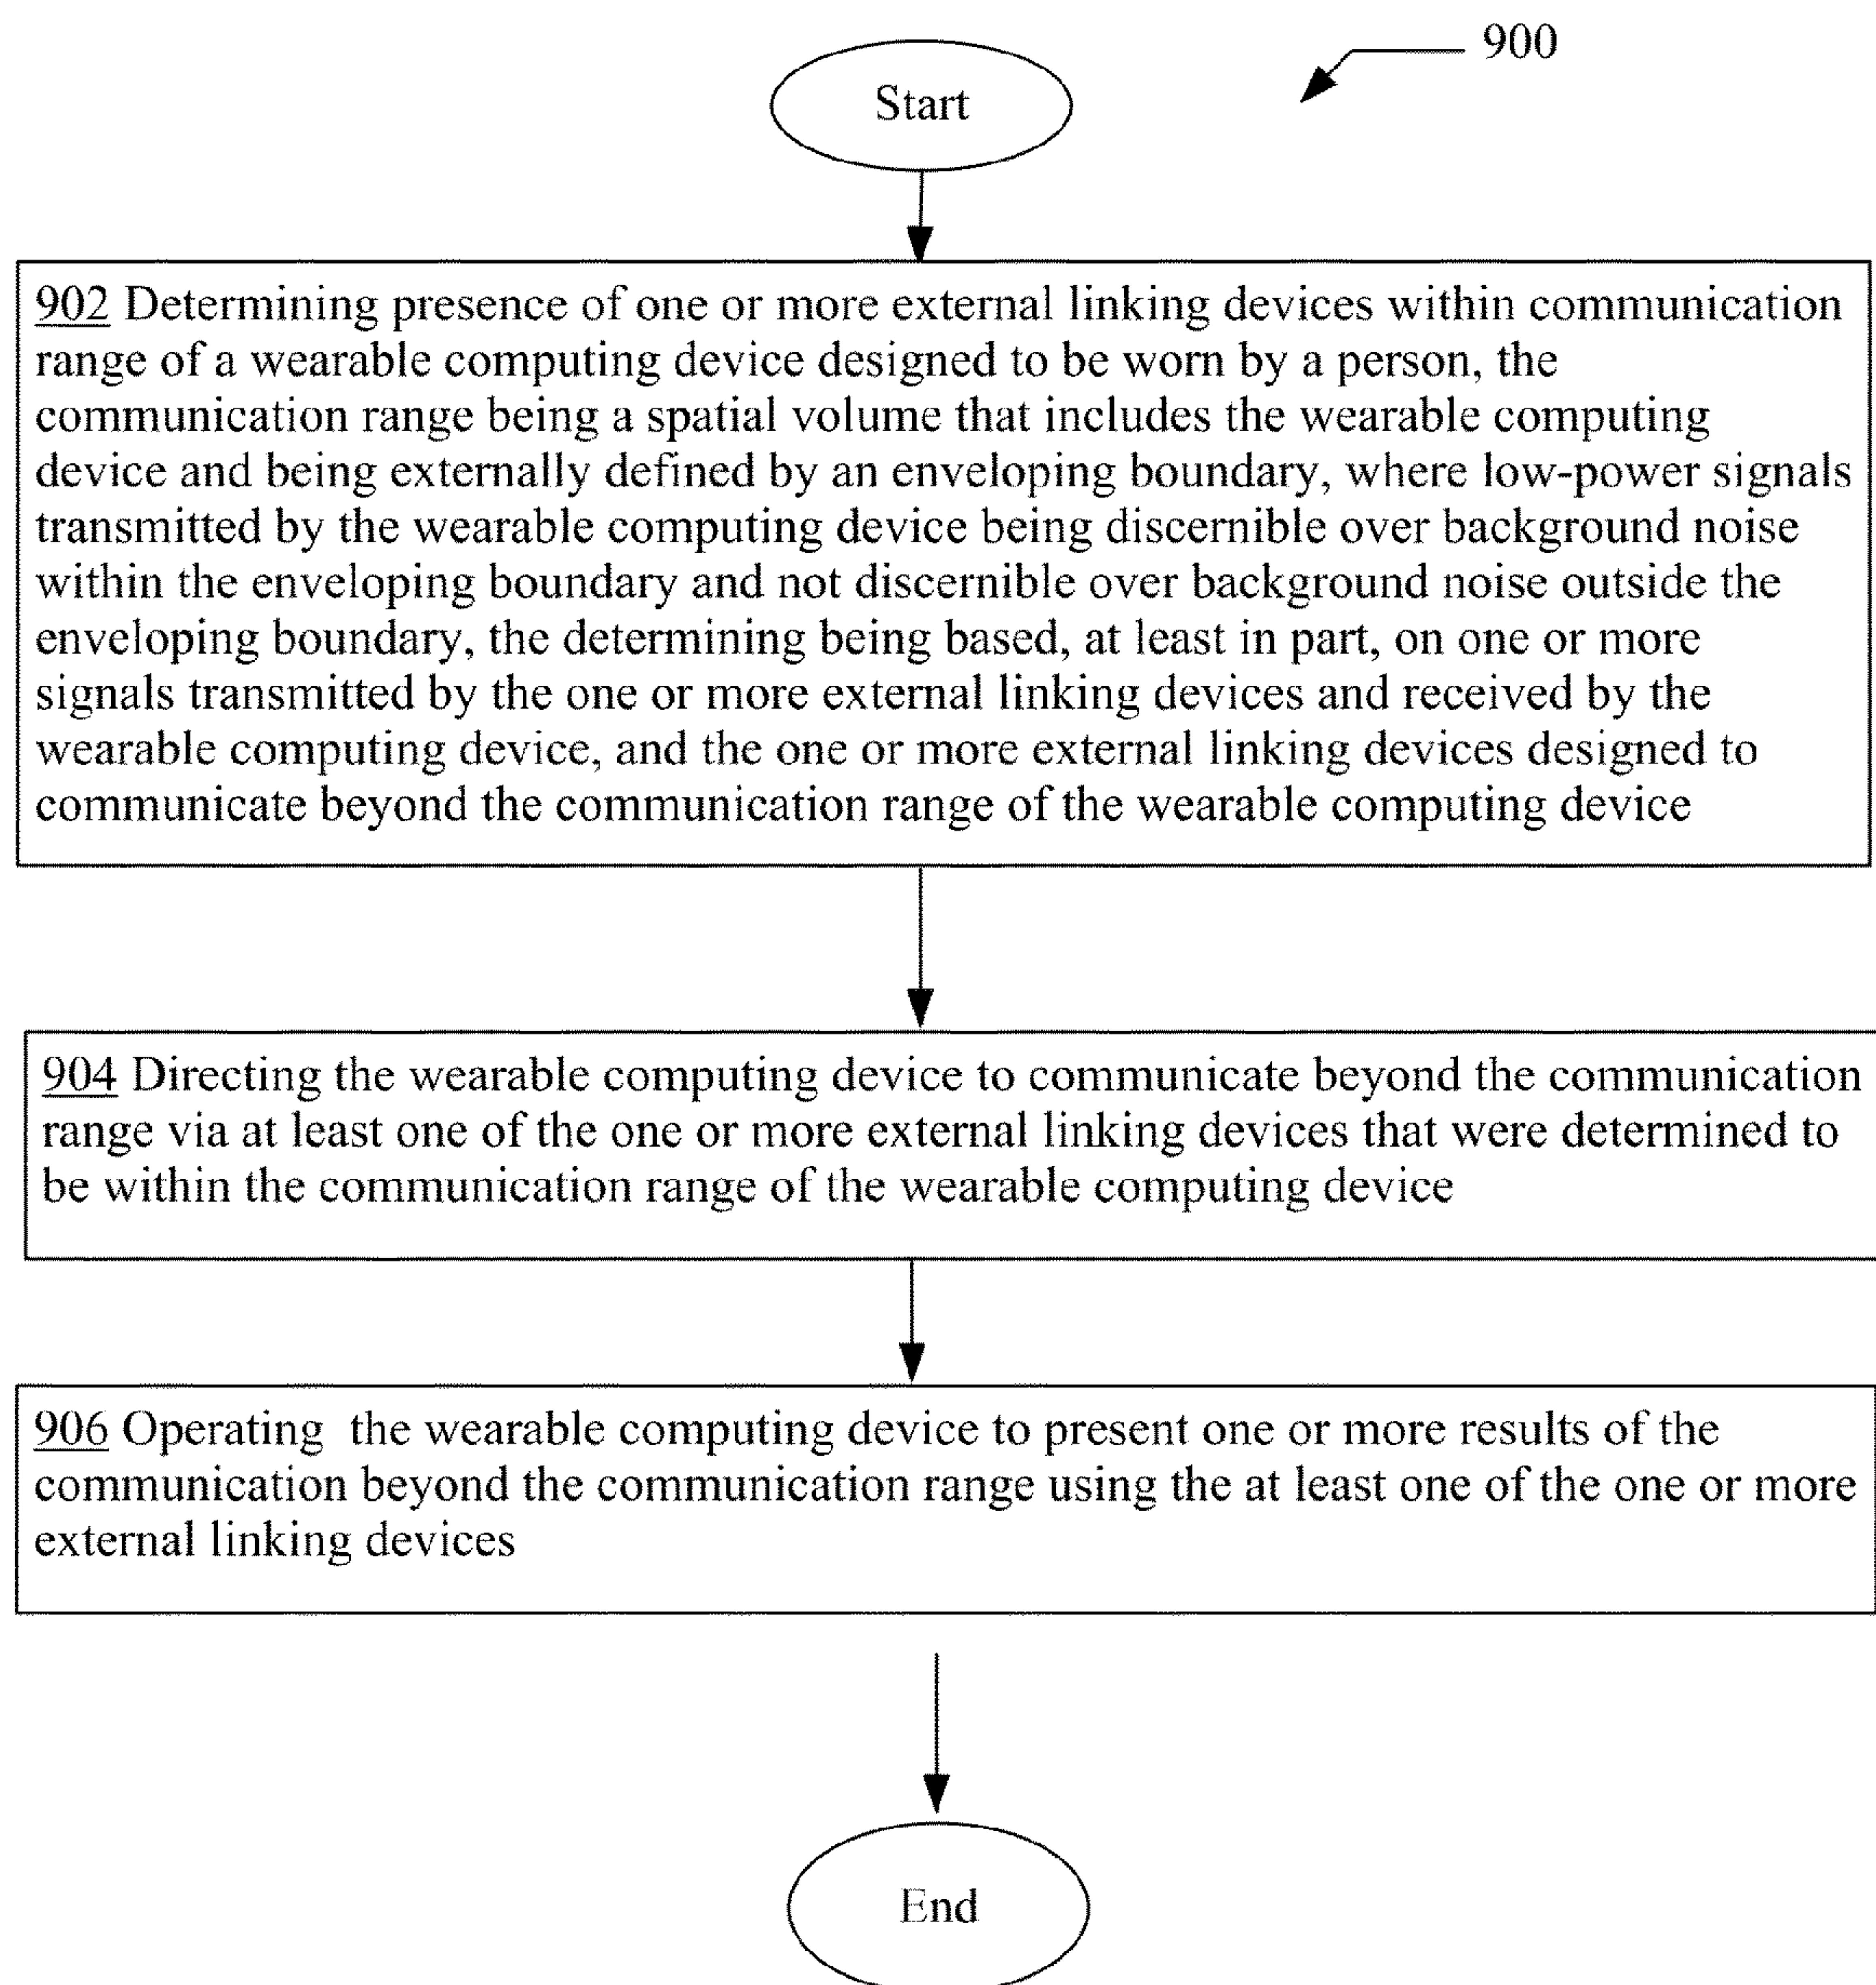 900
Start
902 Determining presence of one or more external linking devices within communication
range of a wearable computing device designed to be worn by a person, the
communication range being a spatial volume that includes the wearable computing
device and being externally defined by an enveloping boundary, where low-power signals
transmitted by the wearable computing device being discernible over background noise
within the enveloping boundary and not discernible over background noise outside the
enveloping boundary, the determining being based, at least in part, on one or more
signals transmitted by the one or more external linking devices and received by the
wearable computing device, and the one or more external linking devices designed to
communicate beyond the communication range of the wearable computing device
904 Directing the wearable computing device to communicate beyond the communication
range via at least one of the one or more external linking devices that were determined to
be within the communication range of the wearable computing device
906 Operating the wearable computing device to present one or more results of the
communication beyond the communication range using the at least one of the one or more
external linking devices
End